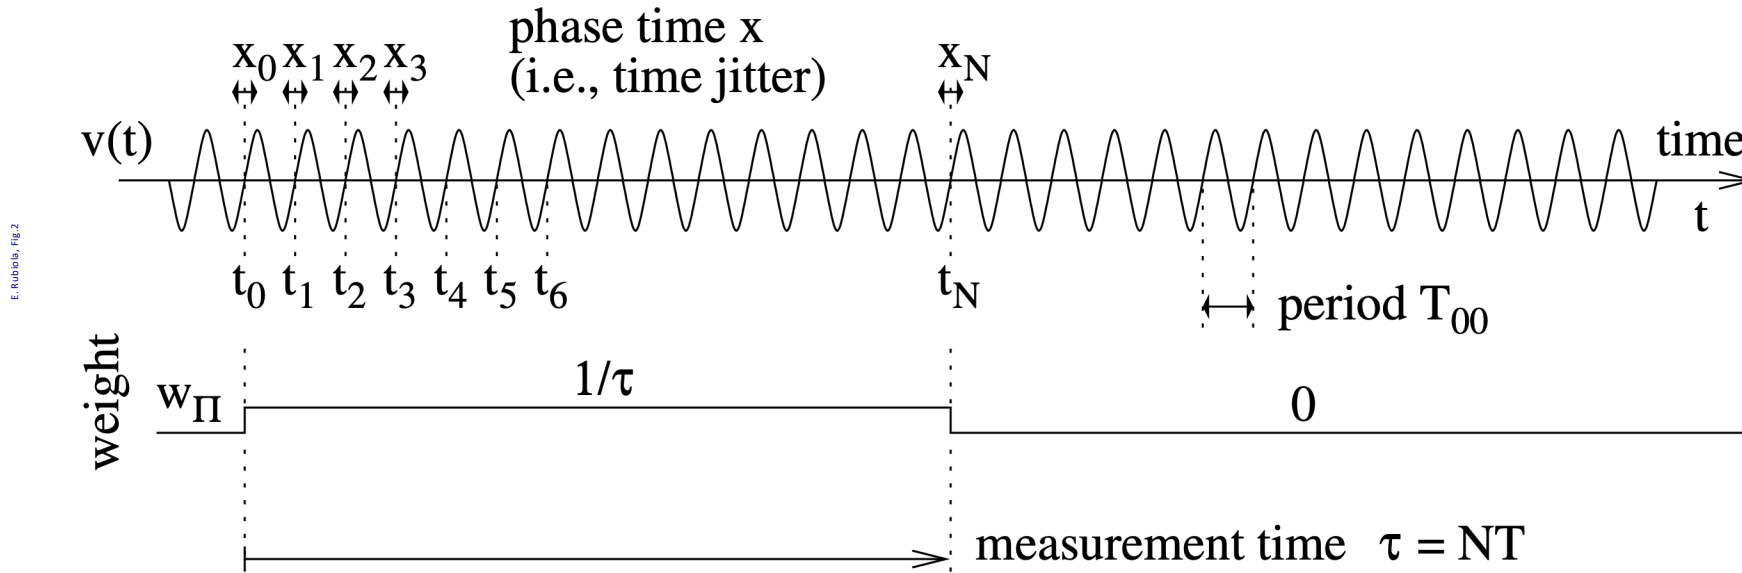 phase time x
(i.e., time jitter)
x0 x1 x2 x3
xN
v(t)
time
t
t0 t1 t2 t3 t4 t5 t6
tN
period T00
E. Rubiola, Fig.2
weight
wΠ
1/τ
0
measurement time τ = NT